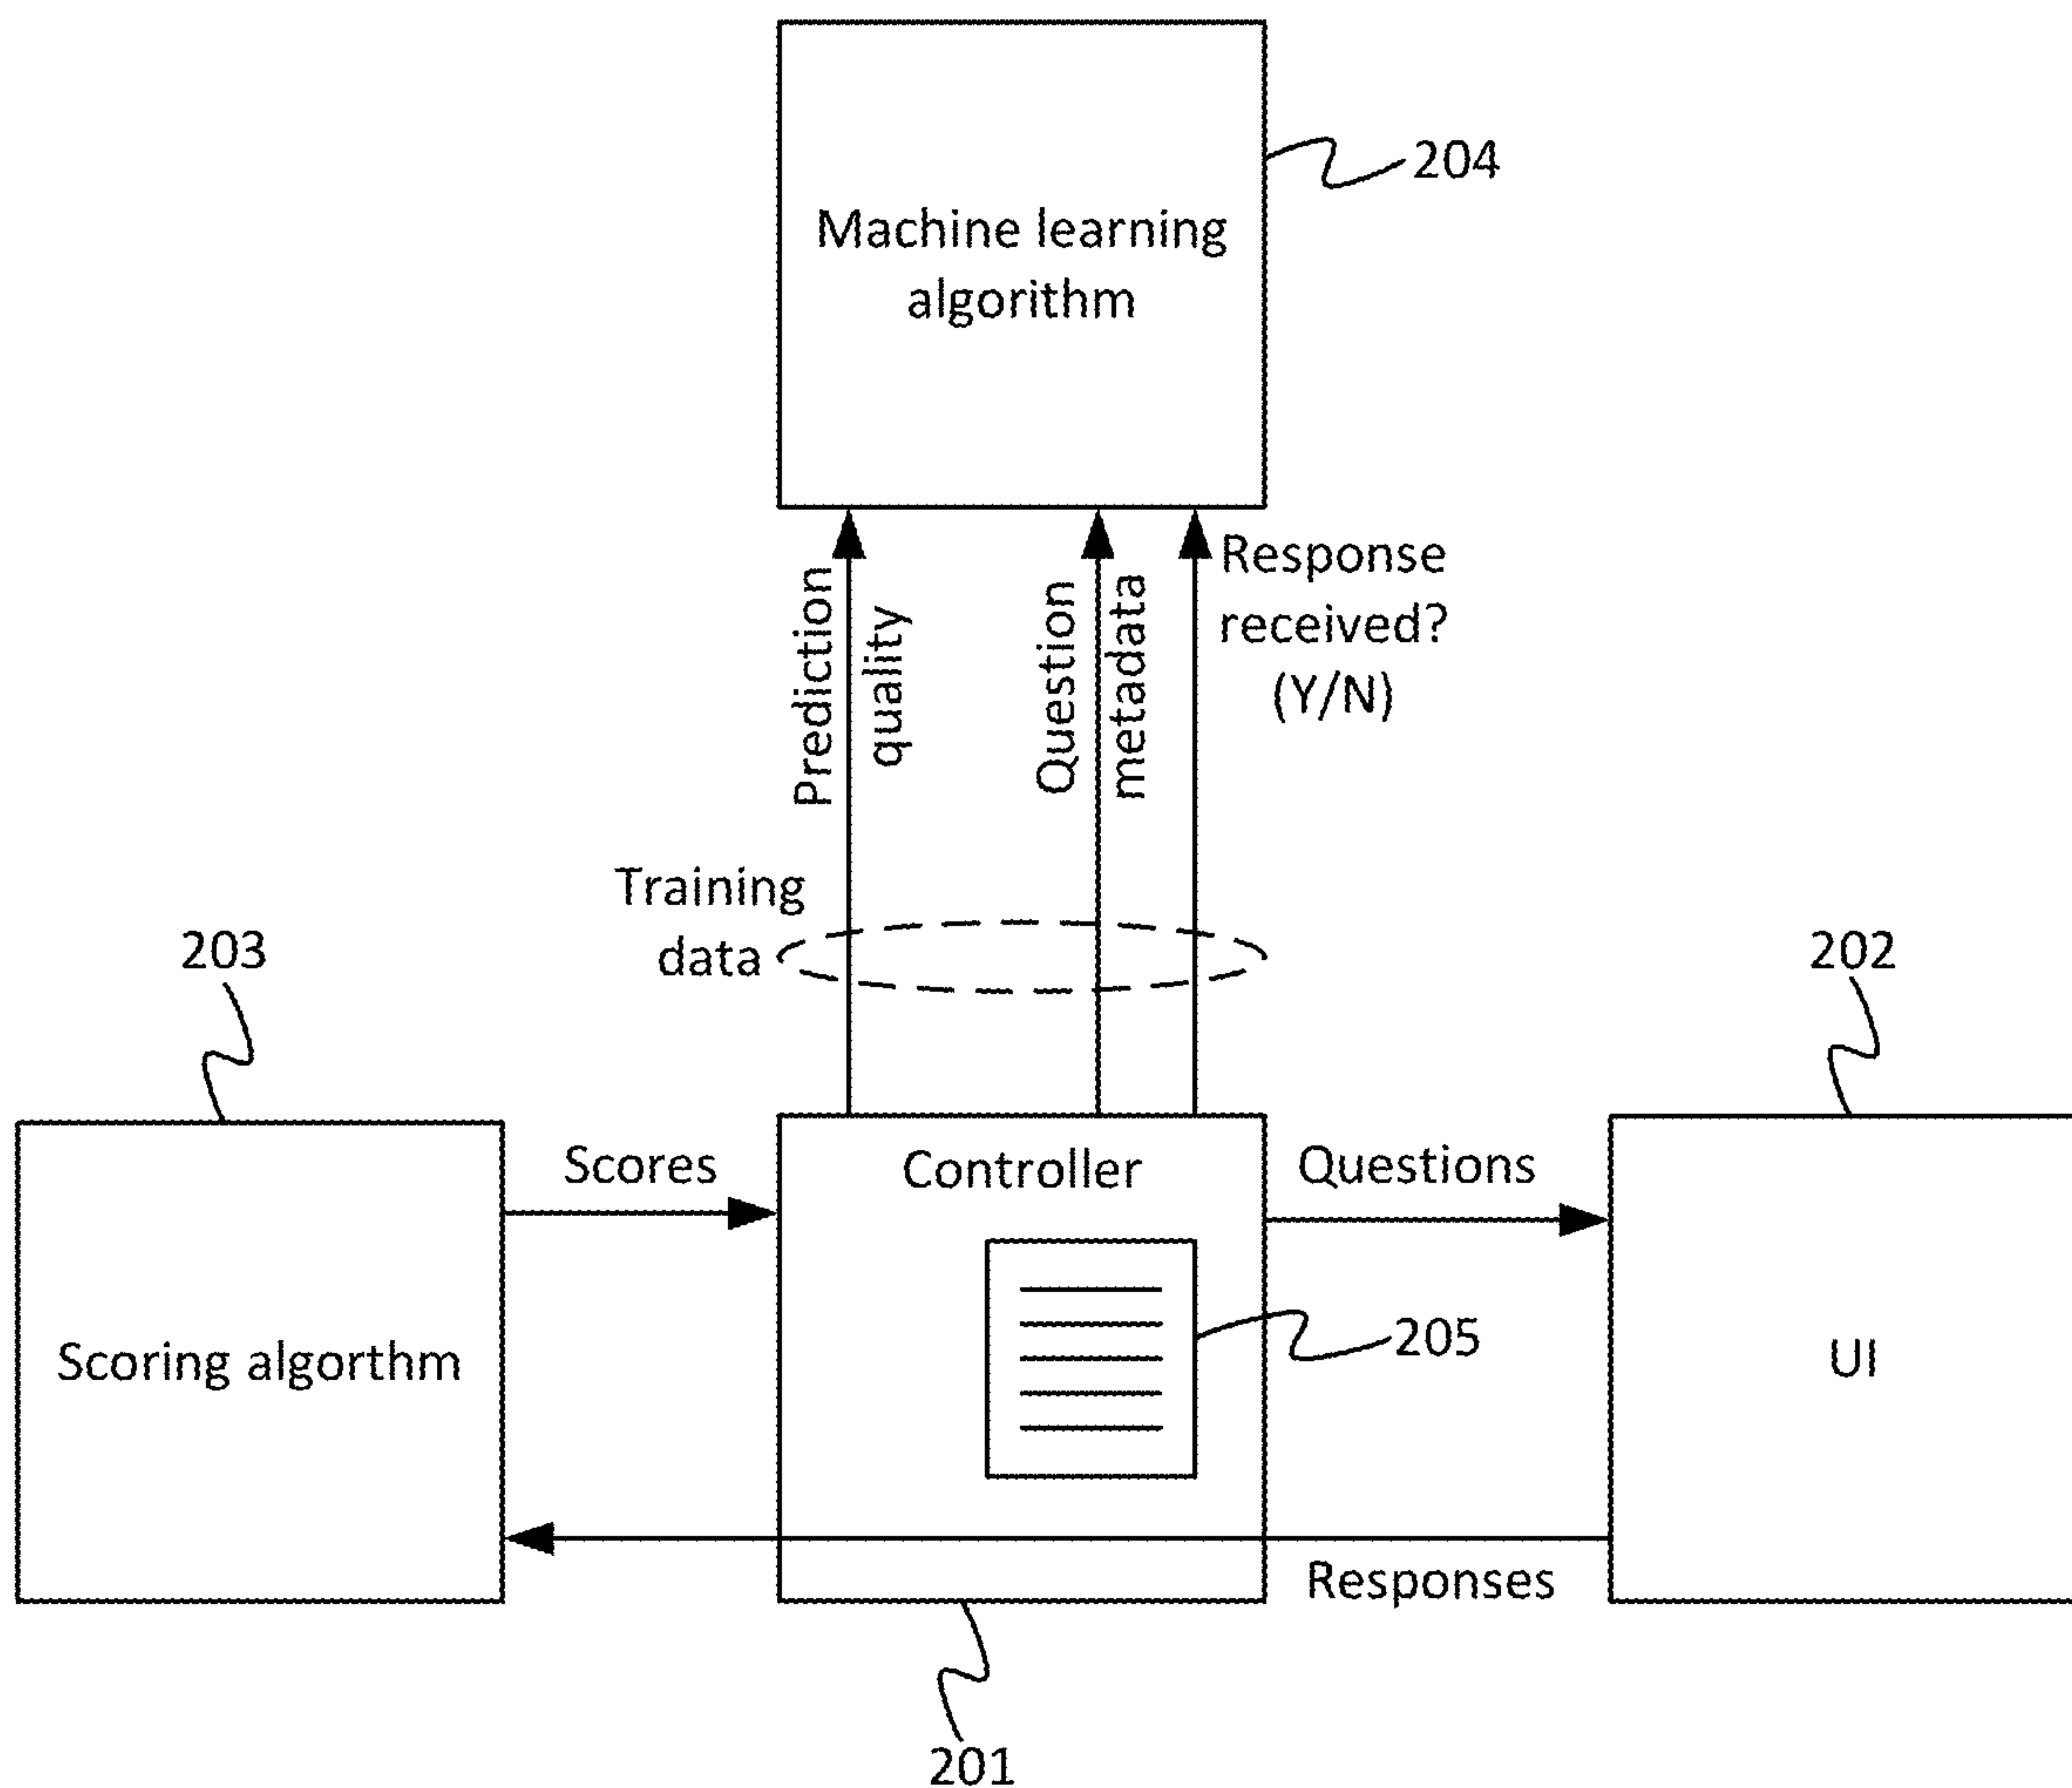 204
Machine learning
algorithm
Response
received?
(Y/N)
Prediction
quality
Question
metadata
Training
data
203
202
Scores
Controller
Questions
205
Scoring algorthm
UI
Responses
201